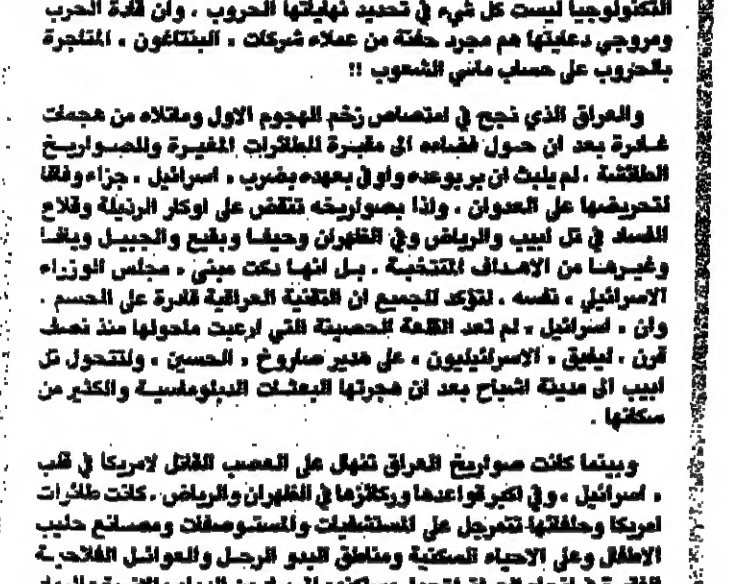 التكنولوجيا ليست كل شيء في تحديد نهايات الحروب ، وان قادة الحرب
ومروجي دعايتها هم مجرد حفنة من عملاء شركات « البنتاغون » المتاجرة
بالحروب على حساب مآسي الشعوب !!
والعراق الذي نجح في امتصاص زخم الهجوم الاول وماتلاه من هجمات
غادرة بعد ان حول فضاءه الى مقبرة للطائرات المغيرة وللصواريخ
الطائشة ، لم يلبث ان بر بوعده واوفى بعهده بضرب « اسرائيل » جزاء وفاقا
لتحريضها على العدوان ، واذا بصواريخه تنقض على اوكار الرذيلة وقلاع
الفساد في تل ابيب والرياض وفي الظهران وحيفا وبقيع والجبيل ويافا
وغيرها من الاهداف المنتخبة ، بل انها دكت مبنى « مجلس الوزراء
الاسرائيلي » نفسه ، لتؤكد للجميع ان التقنية العراقية قادرة على الحسم ،
وان « اسرائيل » لم تعد القلعة الحصينة التي ارعبت ماحولها منذ نصف
قرن ، ليفيق « الاسرائيليون » على هدير صاروخ « الحسين » ولتتحول تل
ابيب الى مدينة اشباح بعد ان هجرتها البعثات الدبلوماسية والكثير من
سكانها .
وبينما كانت صواريخ العراق تنهال على العصب القاتل لامريكا في قلب
« اسرائيل » وفي اكبر قواعدها وركائزها في الظهران والرياض ، كانت طائرات
امريكا وحلفائها تتمرجل على المستشفيات والمستوصفات ومصانع حليب
الاطفال وعلى الاحياء السكنية ومناطق البدو الرحل والعوائل الفلاحية